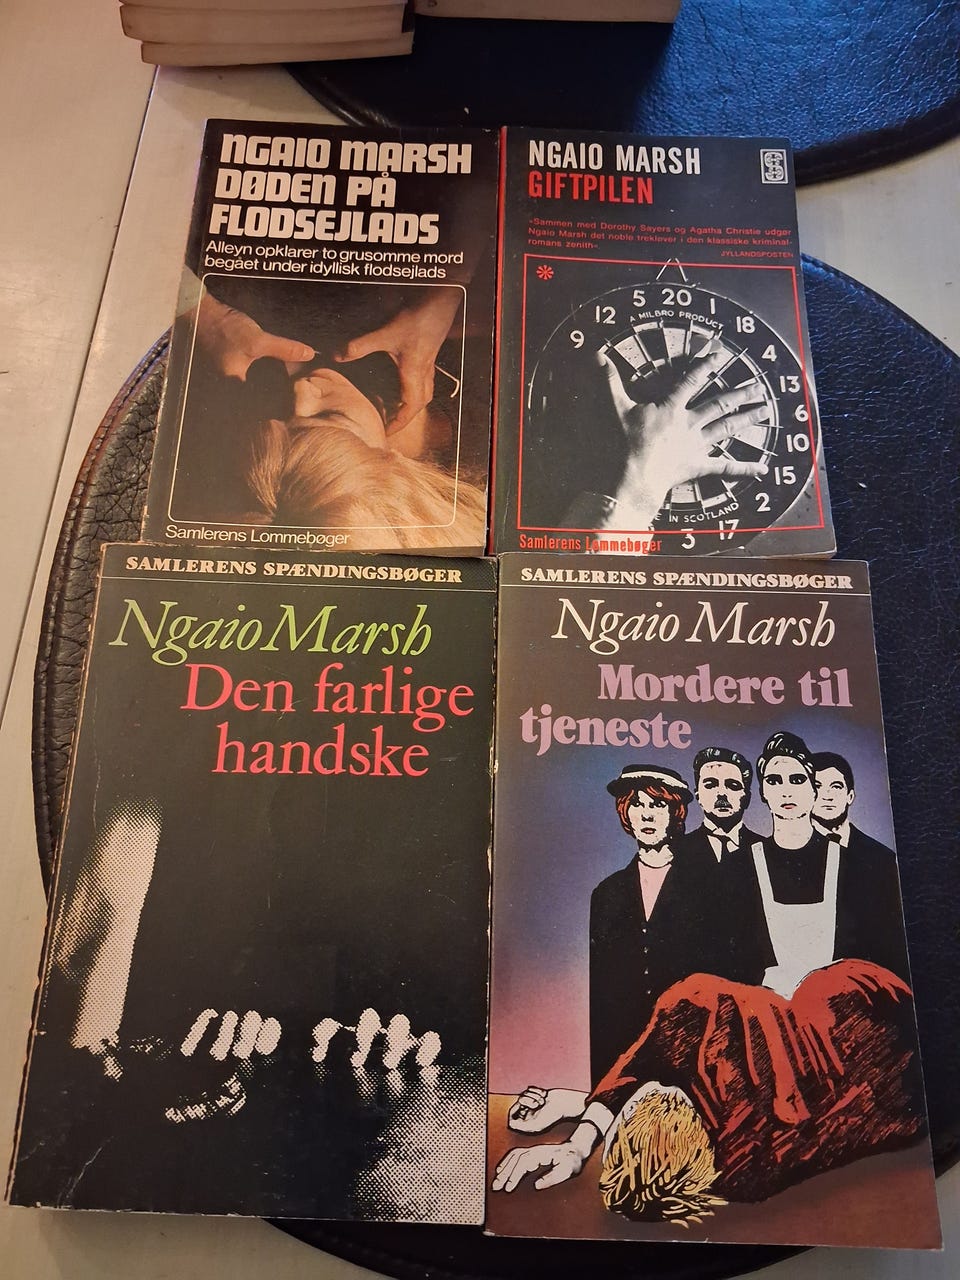 NGAIO MARSH
DØDEN PÅ
FLODSEJLADS
Alleyn opklarer to grusomme mord
begået under idyllisk flodsejlads
Samlerens Lommebøger
NGAIO MARSH
GIFTPILEN
»Sammen med Dorothy Sayers og Agatha Christie udgør
Ngaio Marsh det noble trekløver i den klassiske kriminal-
romans zenith«
JYLLANDSPOSTEN
9 12 5 20 1 18 4 13 6 10 15 2 17 3
A MILBRO PRODUCT
E IN SCOTLAND
Samlerens Lommebøger
SAMLERENS SPÆNDINGSBØGER
Ngaio Marsh
Den farlige
handske
SAMLERENS SPÆNDINGSBØGER
Ngaio Marsh
Mordere til
tjeneste